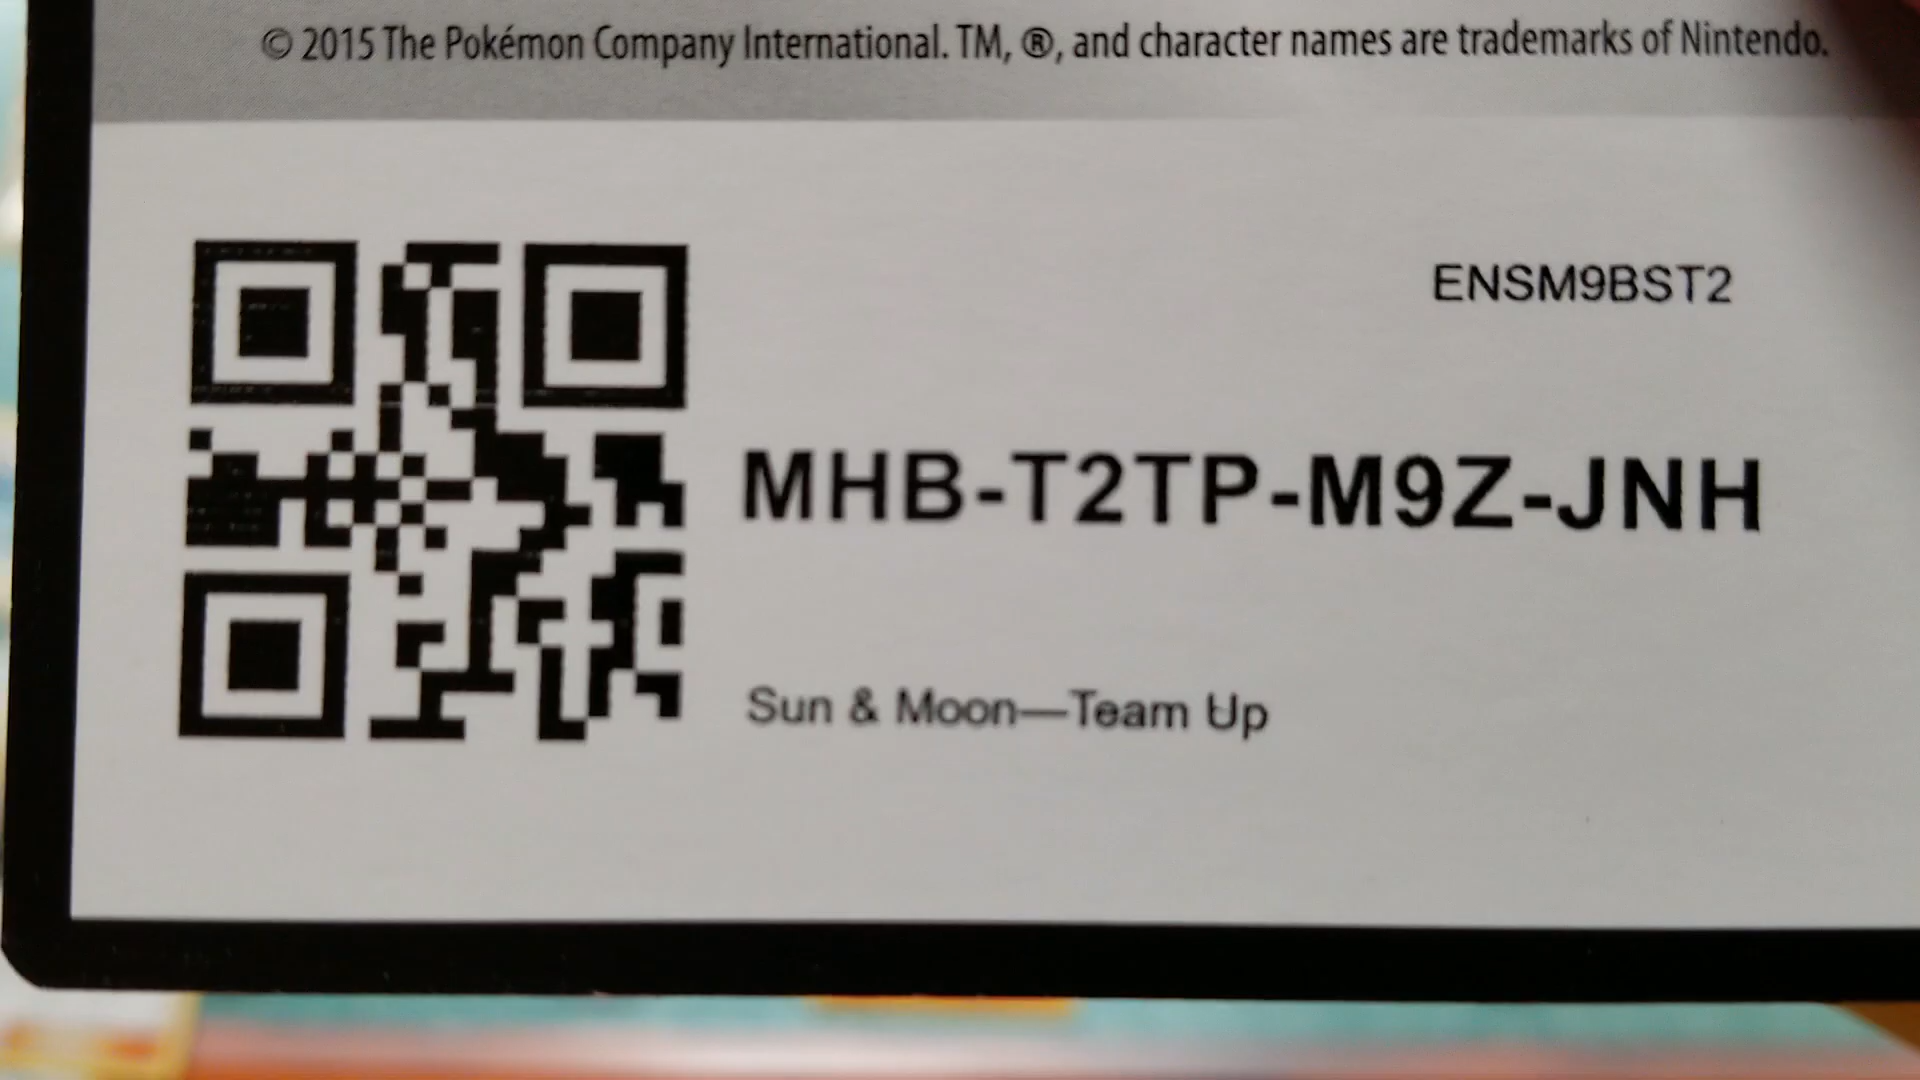 © 2015 The Pokémon Company International. TM, ®, and character names are trademarks of Nintendo.
ENSM9BST2
MHB-T2TP-M9Z-JNH
Sun & Moon—Team Up